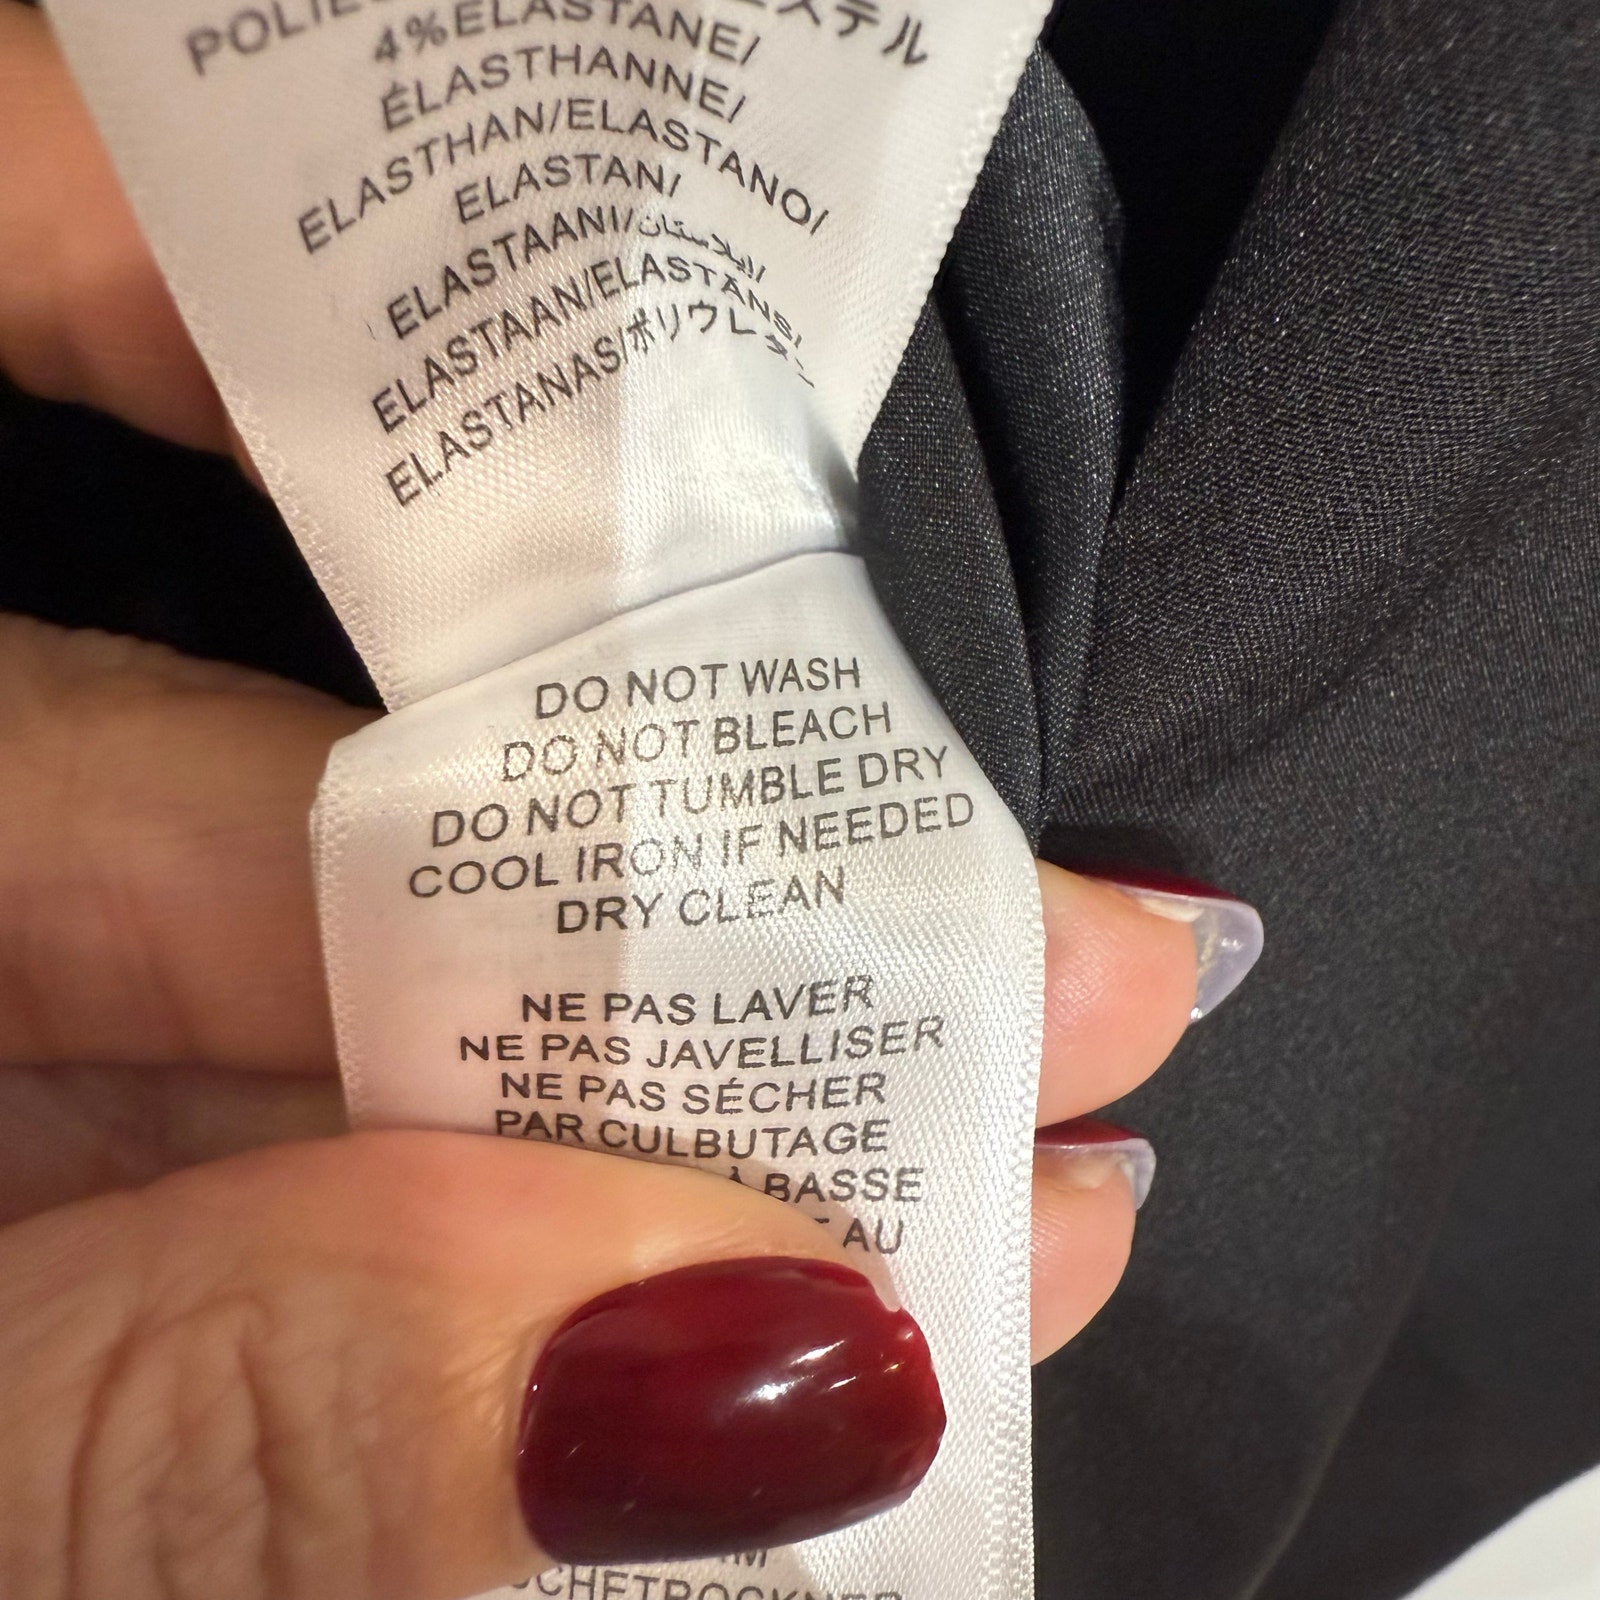 4%ELASTANE/
ÉLASTHANNE/
ELASTHAN/ELASTANO/
ELASTAN/
ELASTAANI/إيلاستان/
ELASTAAN/ELASTĀNS/
ELASTANAS/ポリウレタン
DO NOT WASH
DO NOT BLEACH
DO NOT TUMBLE DRY
COOL IRON IF NEEDED
DRY CLEAN
NE PAS LAVER
NE PAS JAVELLISER
NE PAS SÉCHER
PAR CULBUTAGE
À BASSE
AU